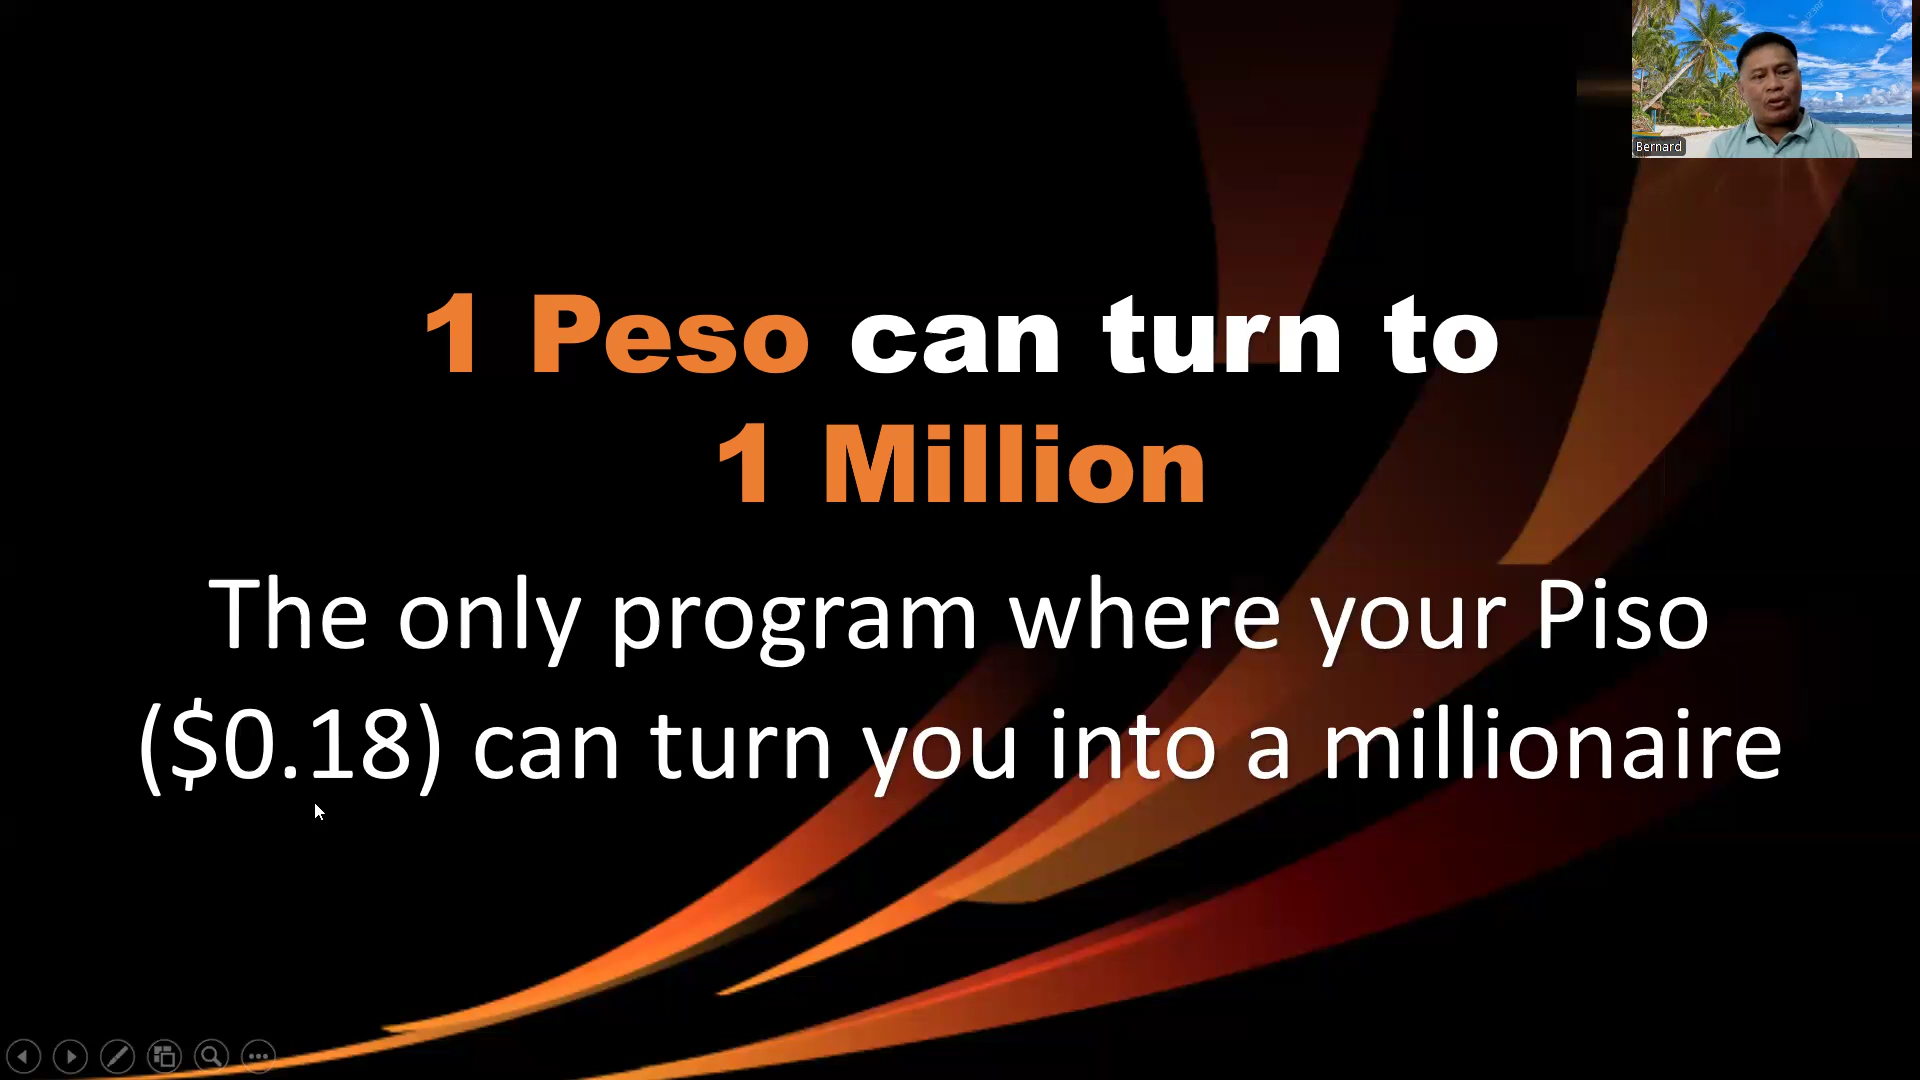 Bernard
1 Peso can turn to
1 Million
The only program where your Piso
($0.18) can turn you into a millionaire